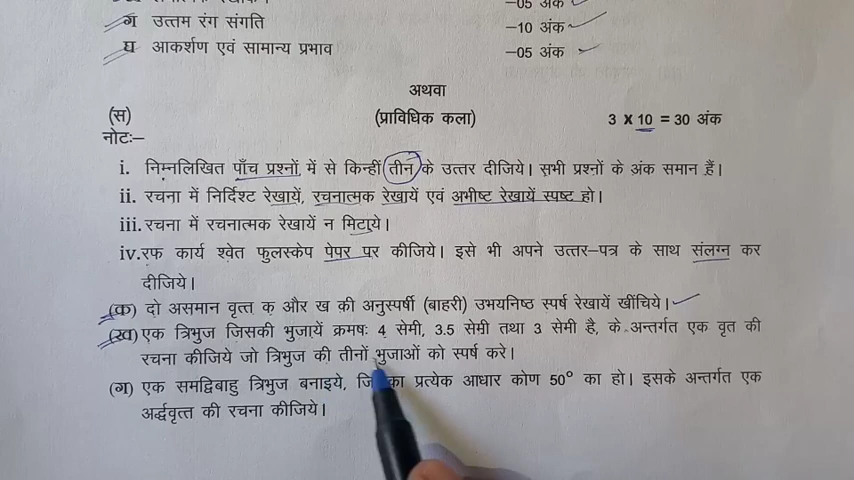 –05 अंक
ग उत्तम रंग संगति –10 अंक
घ आकर्शण एवं सामान्य प्रभाव –05 अंक
अथवा
(स) (प्राविधिक कला) 3 X 10 = 30 अंक
नोटः–
i. निम्नलिखित पाँच प्रश्नों में से किन्हीं तीन के उत्तर दीजिये। सभी प्रश्नों के अंक समान हैं।
ii. रचना में निर्दिश्ट रेखायें, रचनात्मक रेखायें एवं अभीष्ट रेखायें स्पष्ट हो।
iii. रचना में रचनात्मक रेखायें न मिटाये।
iv. रफ कार्य श्वेत फुलस्केप पेपर पर कीजिये। इसे भी अपने उत्तर–पत्र के साथ संलग्न कर
दीजिये।
(क) दो असमान वृत्त क और ख की अनुस्पर्षी (बाहरी) उभयनिष्ठ स्पर्ष रेखायें खींचिये।
(ख) एक त्रिभुज जिसकी भुजायें क्रमषः 4 सेमी, 3.5 सेमी तथा 3 सेमी है, के अन्तर्गत एक वृत की
रचना कीजिये जो त्रिभुज की तीनों भुजाओं को स्पर्ष करे।
(ग) एक समद्विबाहु त्रिभुज बनाइये, का प्रत्येक आधार कोण 50° का हो। इसके अन्तर्गत एक
अर्द्धवृत्त की रचना कीजिये।